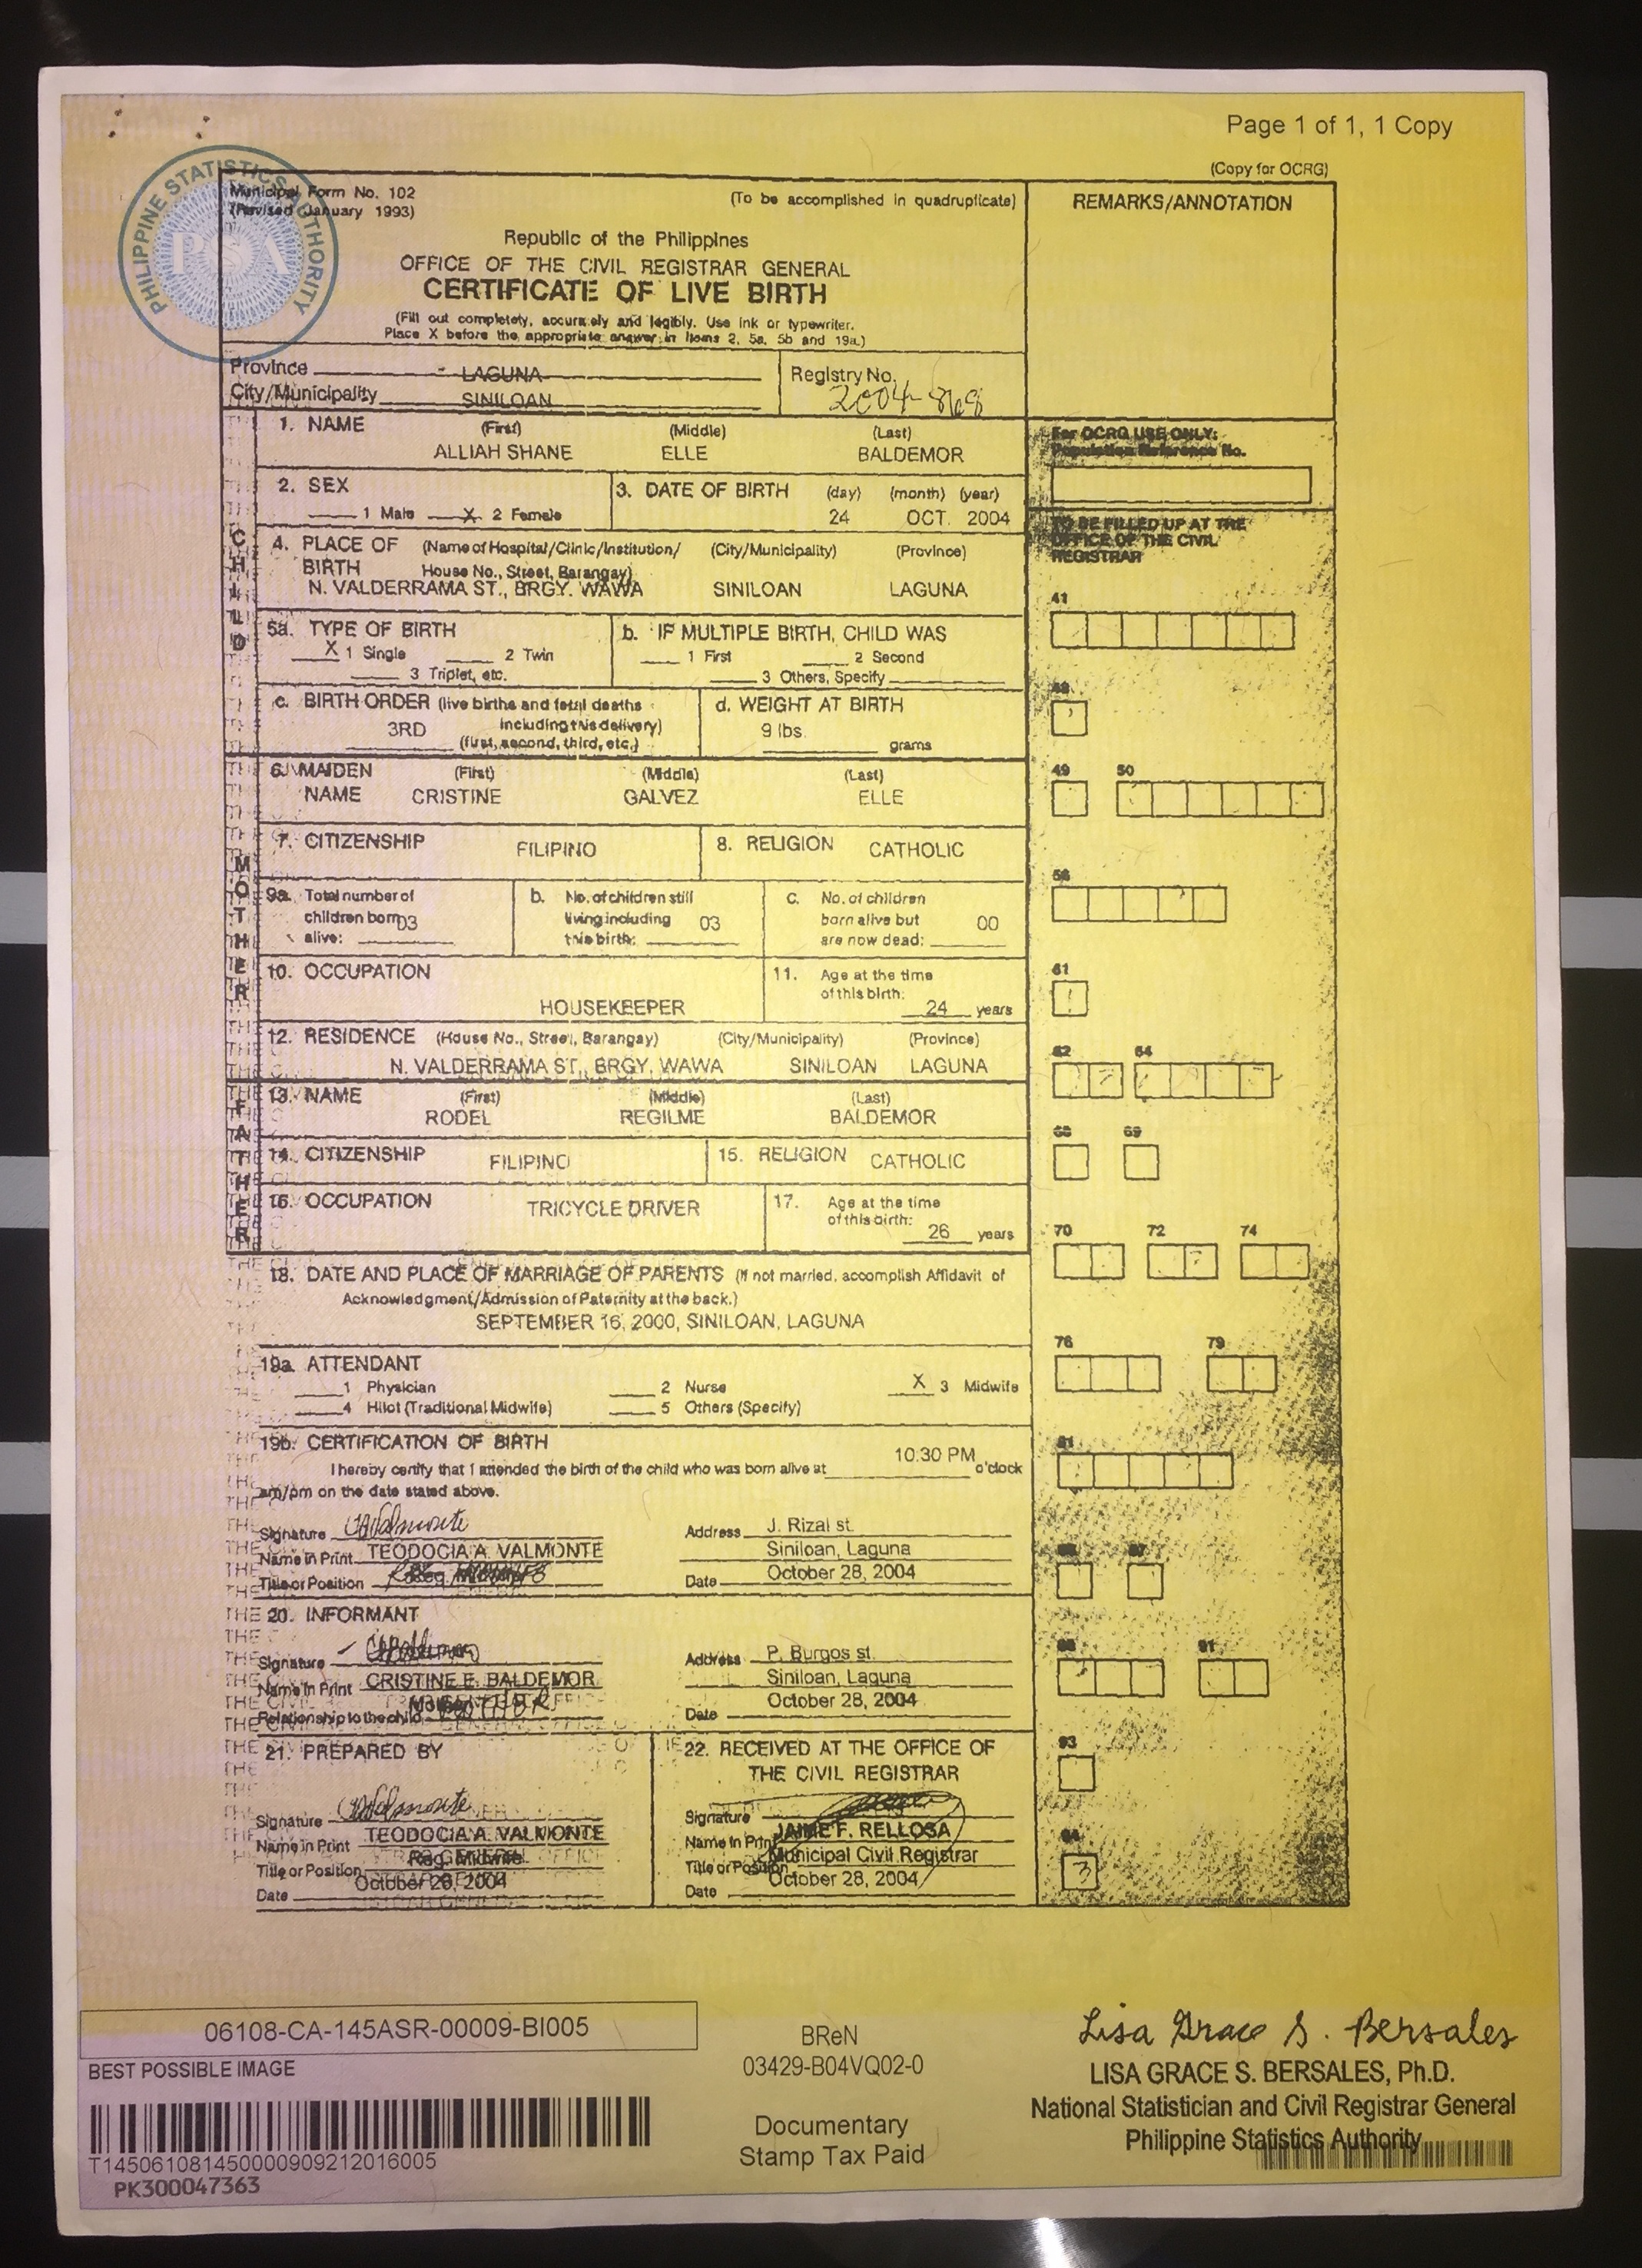 Page 1 of 1, 1 Copy
(Copy for OCRG)
PHILIPPINE STATISTICS AUTHORITY
PSA
Municipal Form No. 102
(Revised January 1993)
(To be accomplished in quadruplicate)
REMARKS/ANNOTATION
Republic of the Philippines
OFFICE OF THE CIVIL REGISTRAR GENERAL
CERTIFICATE OF LIVE BIRTH
(Fill out completely, accurately and legibly. Use ink or typewriter.
Place X before the appropriate answer in Items 2, 5a, 5b and 19a.)
Province LAGUNA
City/Municipality SINILOAN
Registry No. 2004-868
For OCRG USE ONLY:
Population Reference No.
CHILD
1. NAME (First) (Middle) (Last)
ALLIAH SHANE ELLE BALDEMOR
2. SEX
1 Male X 2 Female
3. DATE OF BIRTH (day) (month) (year)
24 OCT. 2004
TO BE FILLED UP AT THE
OFFICE OF THE CIVIL
REGISTRAR
4. PLACE OF (Name of Hospital/Clinic/Institution/ (City/Municipality) (Province)
BIRTH House No., Street, Barangay)
N. VALDERRAMA ST., BRGY. WAWA SINILOAN LAGUNA
41
5a. TYPE OF BIRTH
X 1 Single 2 Twin
3 Triplet, etc.
b. IF MULTIPLE BIRTH, CHILD WAS
1 First 2 Second
3 Others, Specify
c. BIRTH ORDER (live births and fetal deaths
3RD including this delivery)
(first, second, third, etc.)
d. WEIGHT AT BIRTH
9 lbs.
grams
MOTHER
6. MAIDEN (First) (Middle) (Last)
NAME CRISTINE GALVEZ ELLE
49 50
7. CITIZENSHIP FILIPINO
8. RELIGION CATHOLIC
9a. Total number of
children born 03
alive:
b. No. of children still
living including 03
this birth:
c. No. of children
born alive but 00
are now dead:
56
10. OCCUPATION
HOUSEKEEPER
11. Age at the time
of this birth:
24 years
61
12. RESIDENCE (House No., Street, Barangay) (City/Municipality) (Province)
N. VALDERRAMA ST., BRGY. WAWA SINILOAN LAGUNA
62 64
FATHER
13. NAME (First) (Middle) (Last)
RODEL REGILME BALDEMOR
68 69
14. CITIZENSHIP FILIPINO
15. RELIGION CATHOLIC
16. OCCUPATION TRICYCLE DRIVER
17. Age at the time
of this birth:
26 years
70 72 74
18. DATE AND PLACE OF MARRIAGE OF PARENTS (If not married, accomplish Affidavit of
Acknowledgment/Admission of Paternity at the back.)
SEPTEMBER 16, 2000, SINILOAN, LAGUNA
76 79
19a. ATTENDANT
1 Physician 2 Nurse X 3 Midwife
4 Hilot (Traditional Midwife) 5 Others (Specify)
19b. CERTIFICATION OF BIRTH
81
I hereby certify that I attended the birth of the child who was born alive at 10:30 PM o'clock
am/pm on the date stated above.
Signature
Address J. Rizal st.
Name in Print TEODOCIA A. VALMONTE
Siniloan, Laguna
Title or Position
Date October 28, 2004
20. INFORMANT
Signature
Address P. Burgos st.
Name in Print CRISTINE E. BALDEMOR
Siniloan, Laguna
Relationship to the child
Date October 28, 2004
91
21. PREPARED BY
Signature
Name in Print TEODOCIA A. VALMONTE
Title or Position Reg. Midwife
Date October 28, 2004
22. RECEIVED AT THE OFFICE OF
THE CIVIL REGISTRAR
Signature
Name in Print JAIME F. RELLOSA
Title or Position Municipal Civil Registrar
Date October 28, 2004
93
3
06108-CA-145ASR-00009-BI005
BEST POSSIBLE IMAGE
T145061081450000909212016005
PK300047363
BReN
03429-B04VQ02-0
Documentary
Stamp Tax Paid
Lisa Grace S. Bersales
LISA GRACE S. BERSALES, Ph.D.
National Statistician and Civil Registrar General
Philippine Statistics Authority